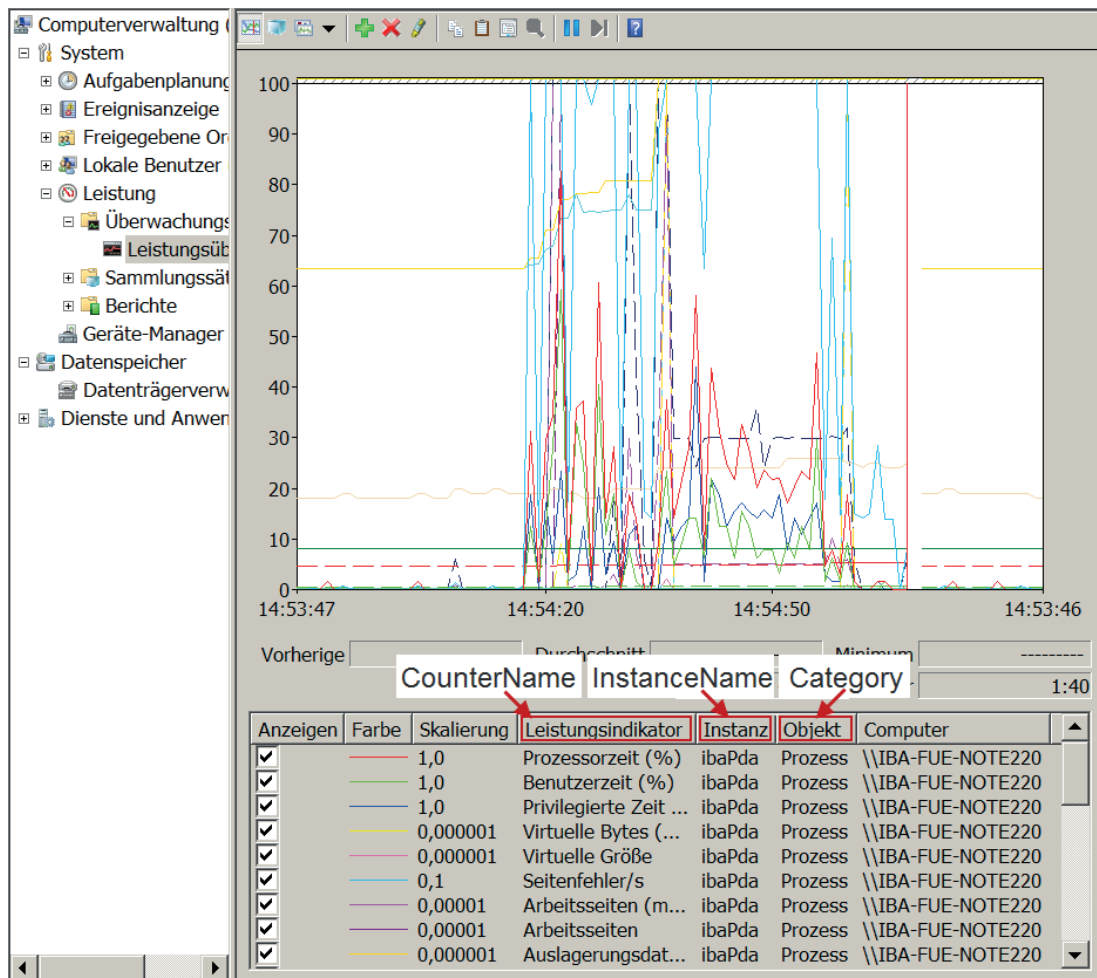 Computerverwaltung (
System
Aufgabenplanung
Ereignisanzeige
Freigegebene Or
Lokale Benutzer
Leistung
Überwachungs
Leistungsüb
Sammlungssät
Berichte
Geräte-Manager
Datenspeicher
Datenträgerverw
Dienste und Anwen
100
90
80
70
60
50
40
30
20
10
0
14:53:47 14:54:20 14:54:50 14:53:46
Vorherige Durchschnitt Minimum ---------
1:40
CounterName InstanceName Category
Anzeigen Farbe Skalierung Leistungsindikator Instanz Objekt Computer
1,0 Prozessorzeit (%) ibaPda Prozess \\IBA-FUE-NOTE220
1,0 Benutzerzeit (%) ibaPda Prozess \\IBA-FUE-NOTE220
1,0 Privilegierte Zeit ... ibaPda Prozess \\IBA-FUE-NOTE220
0,000001 Virtuelle Bytes (... ibaPda Prozess \\IBA-FUE-NOTE220
0,000001 Virtuelle Größe ibaPda Prozess \\IBA-FUE-NOTE220
0,1 Seitenfehler/s ibaPda Prozess \\IBA-FUE-NOTE220
0,00001 Arbeitsseiten (m... ibaPda Prozess \\IBA-FUE-NOTE220
0,00001 Arbeitsseiten ibaPda Prozess \\IBA-FUE-NOTE220
0,000001 Auslagerungsdat... ibaPda Prozess \\IBA-FUE-NOTE220